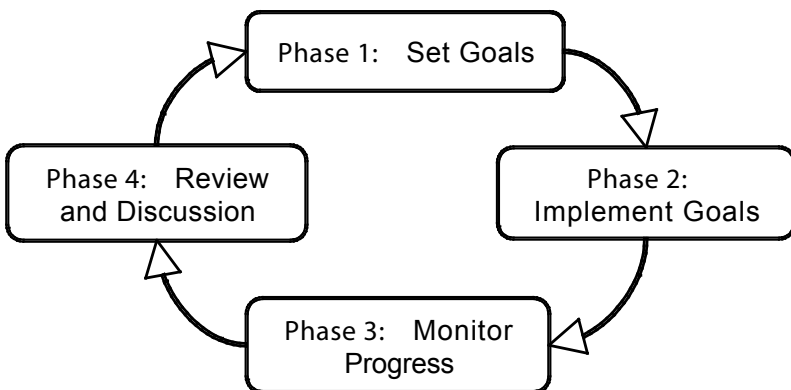 Phase 1: Set Goals
Phase 2:
Implement Goals
Phase 3: Monitor
Progress
Phase 4: Review
and Discussion